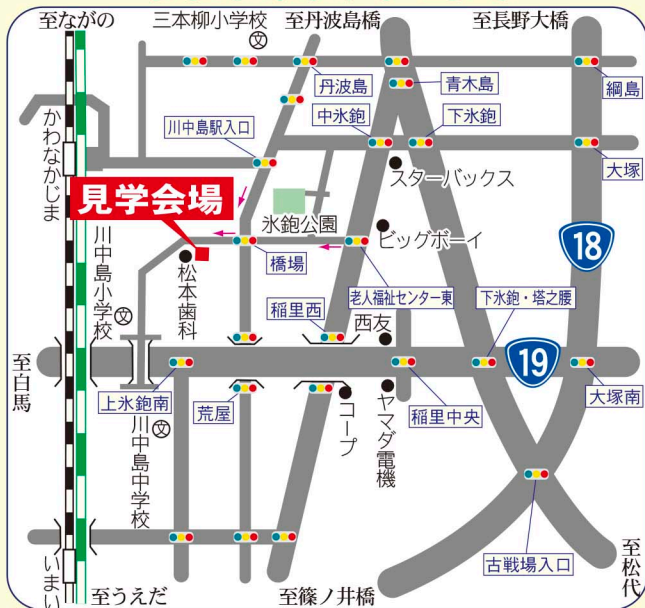 至ながの
三本柳小学校
文
至丹波島橋
至長野大橋
丹波島
青木島
綱島
かわなかじま
川中島駅入口
中氷鉋
下氷鉋
大塚
スターバックス
見学会場
氷鉋公園
ビッグボーイ
18
川中島小学校
文
松本歯科
橋場
老人福祉センター東
下氷鉋・塔之腰
稲里西
西友
19
至白馬
上氷鉋南
荒屋
コープ
ヤマダ電機
稲里中央
大塚南
川中島中学校
文
古戦場入口
いまい
至うえだ
至篠ノ井橋
至松代